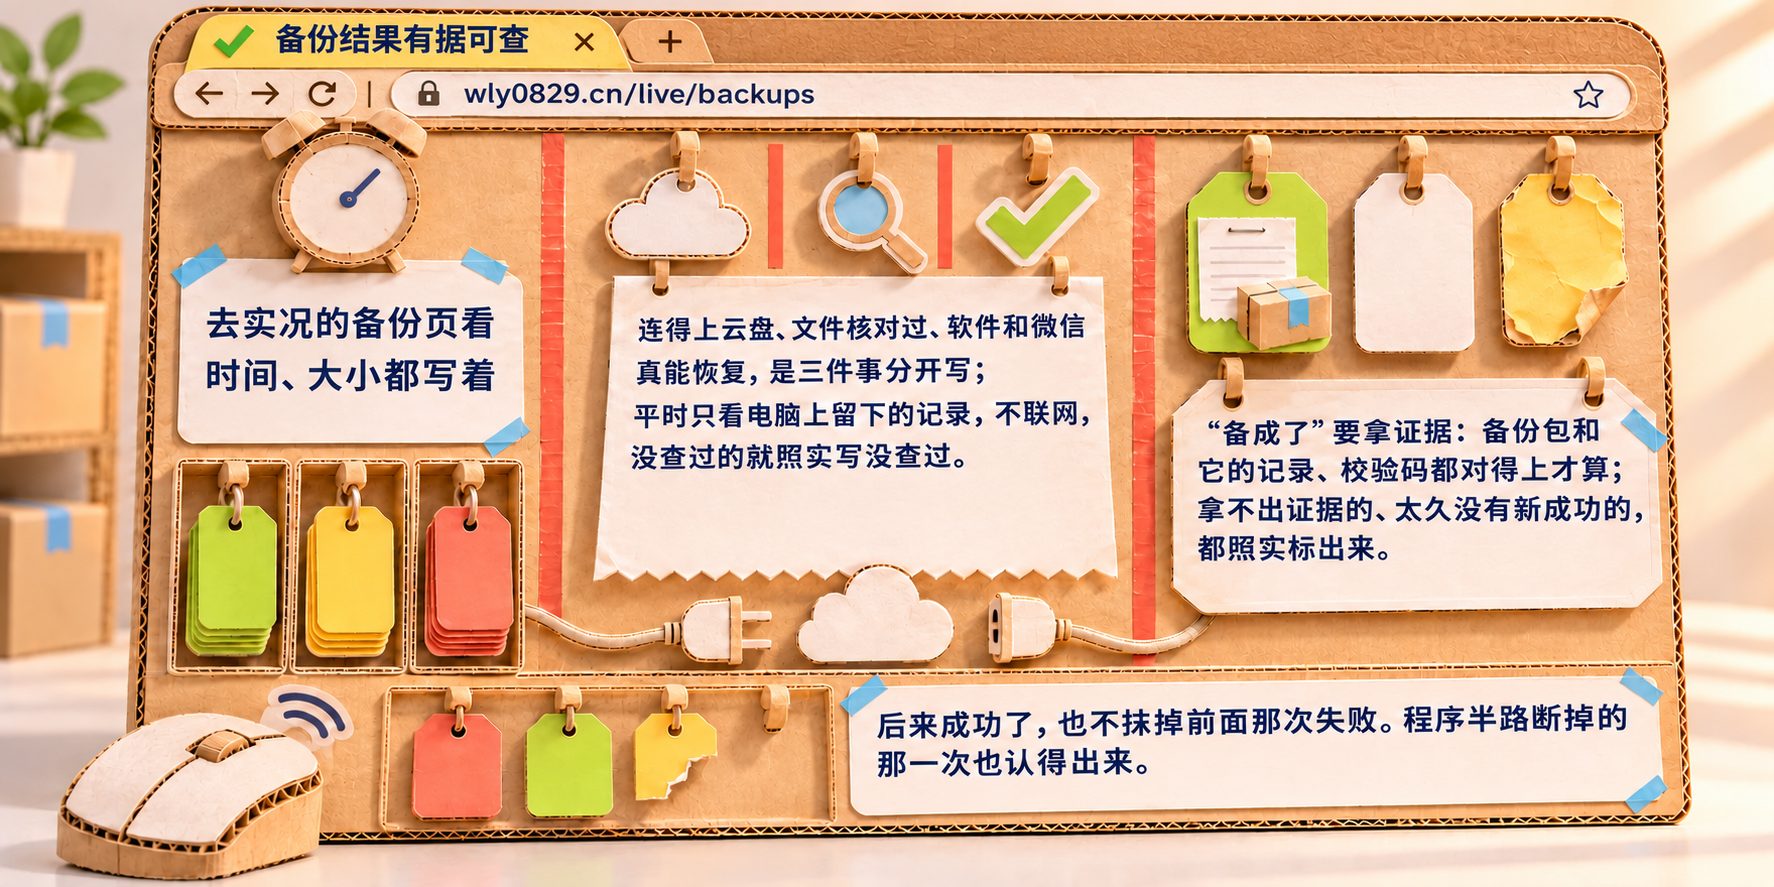 备份结果有据可查
wly0829.cn/live/backups
去实况的备份页看
时间、大小都写着
连得上云盘、文件核对过、软件和微信
真能恢复，是三件事分开写；
平时只看电脑上留下的记录，不联网，
没查过的就照实写没查过。
“备成了”要拿证据：备份包和
它的记录、校验码都对得上才算；
拿不出证据的、太久没有新成功的，
都照实标出来。
后来成功了，也不抹掉前面那次失败。程序半路断掉的
那一次也认得出来。